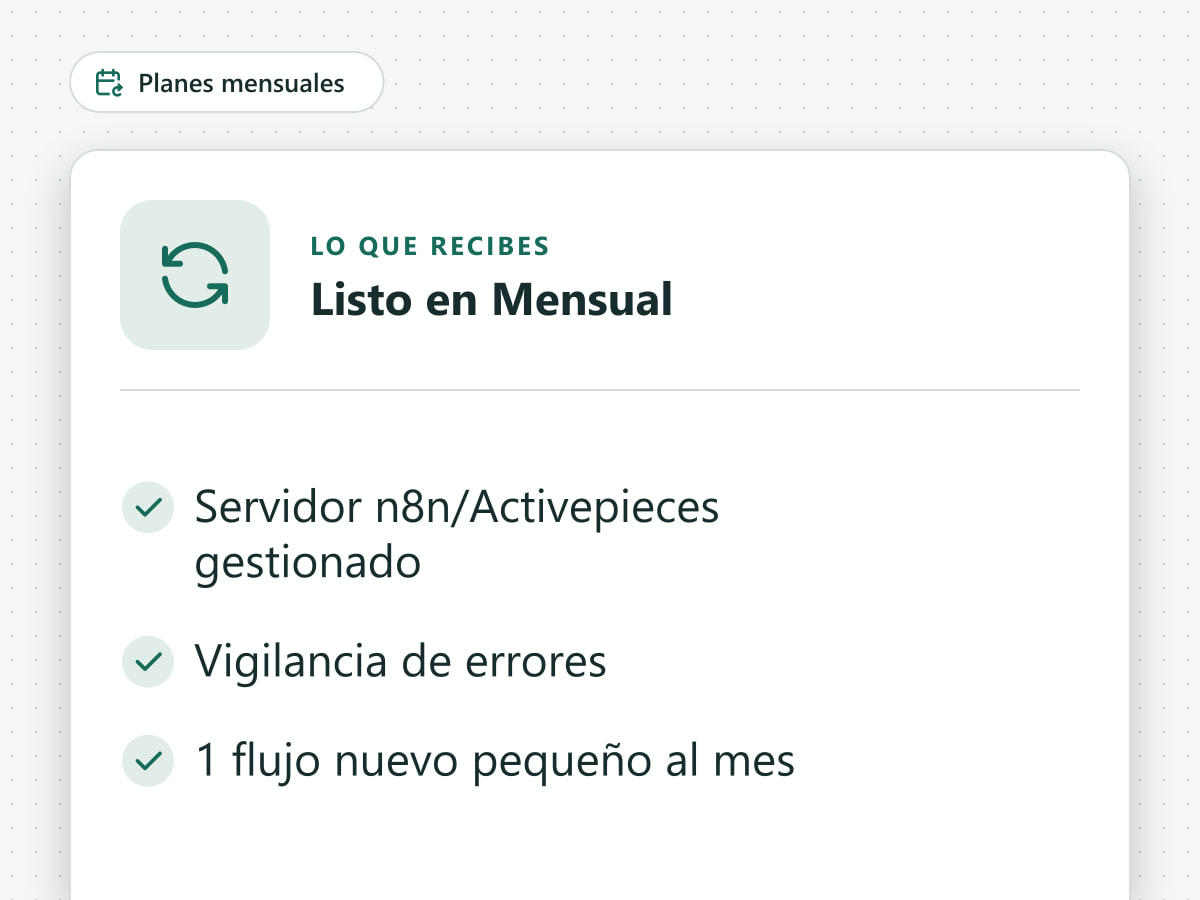 Planes mensuales
LO QUE RECIBES
Listo en Mensual
Servidor n8n/Activepieces
gestionado
Vigilancia de errores
1 flujo nuevo pequeño al mes